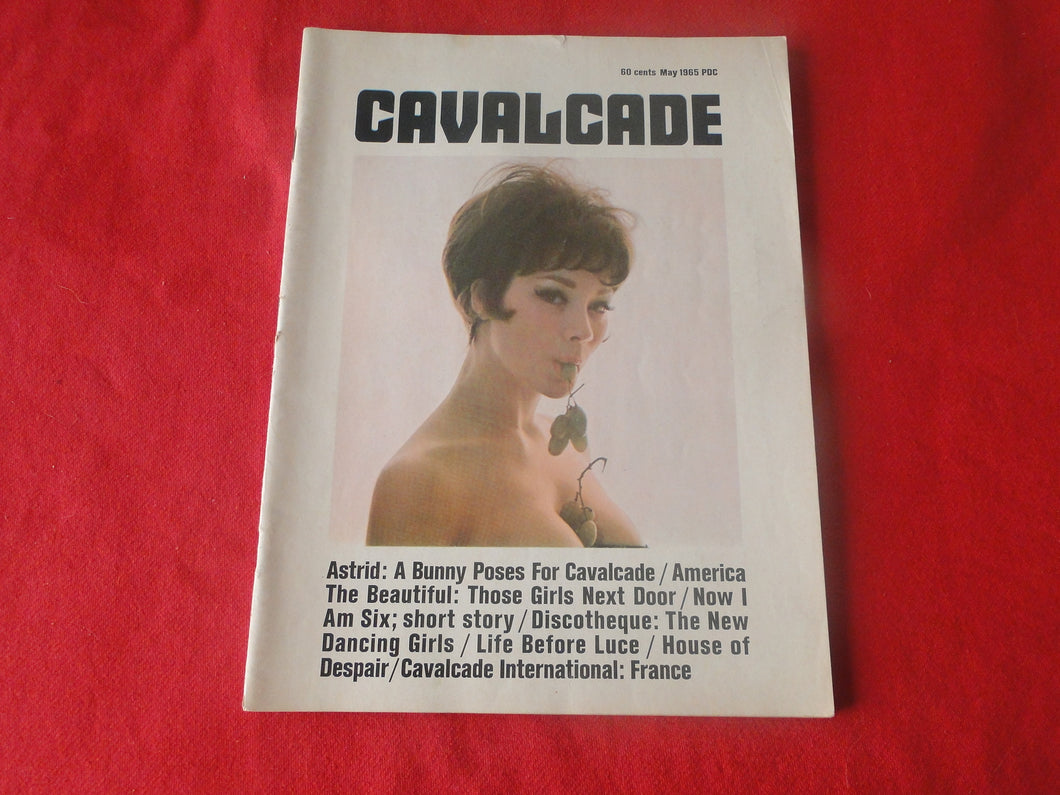 60 cents May 1965 PDC
CAVALCADE
Astrid: A Bunny Poses For Cavalcade / America
The Beautiful: Those Girls Next Door / Now I
Am Six; short story / Discotheque: The New
Dancing Girls / Life Before Luce / House of
Despair / Cavalcade International: France